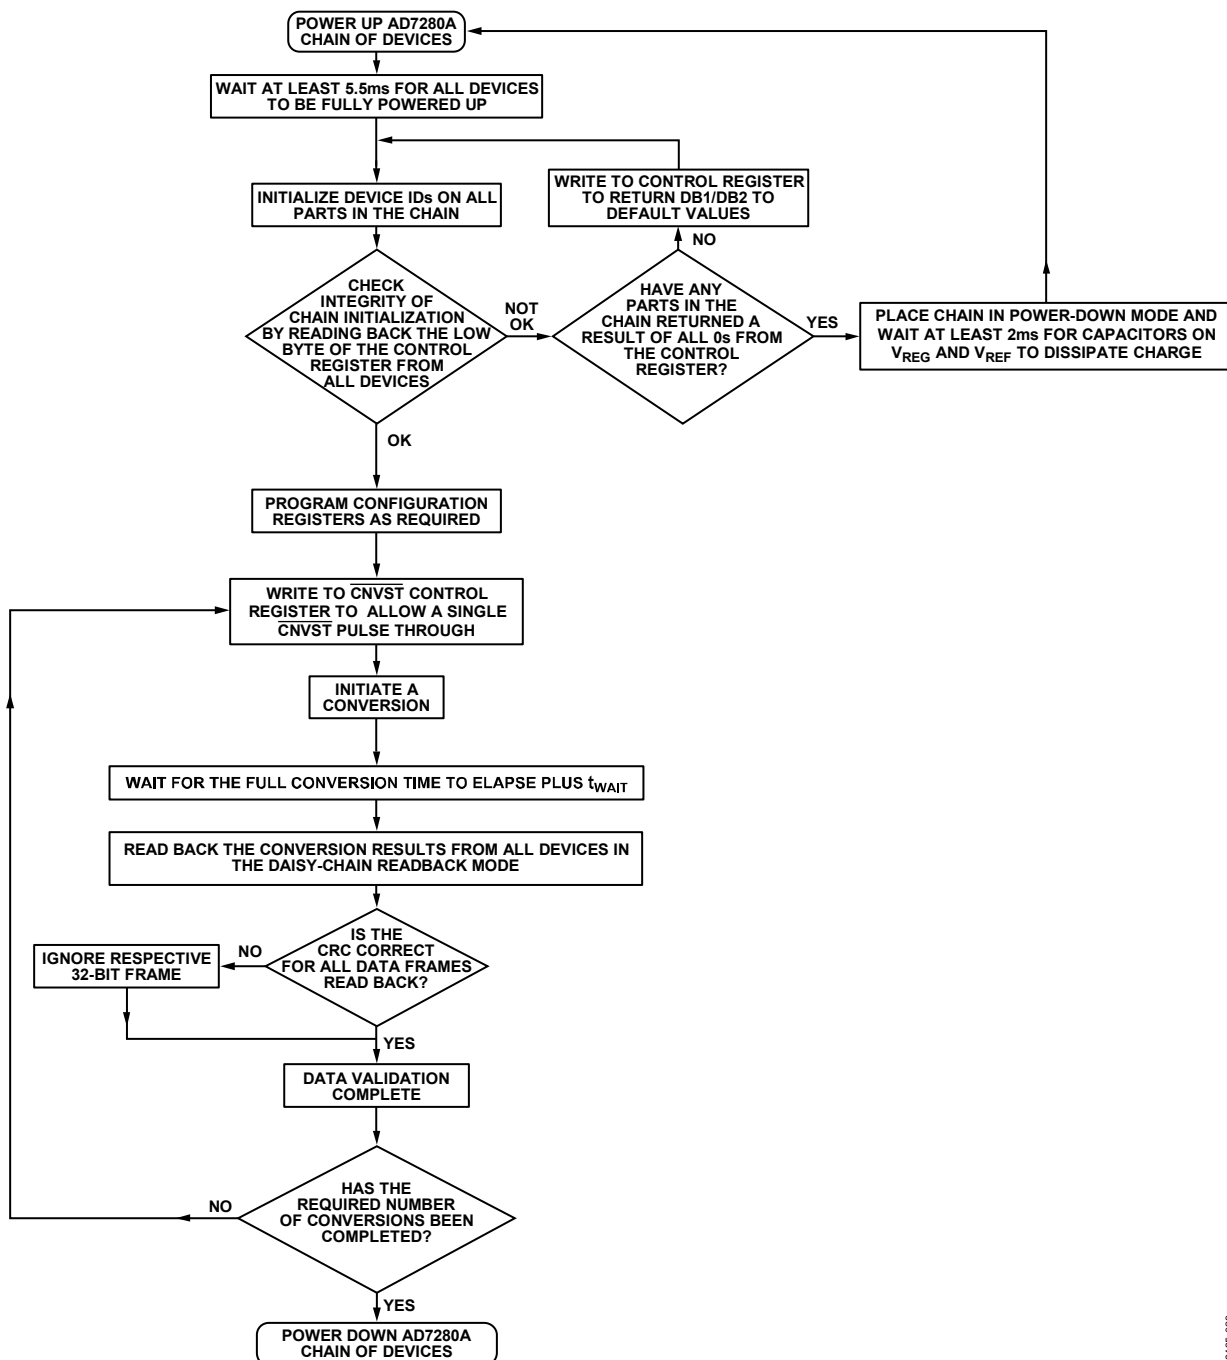 POWER UP AD7280A
CHAIN OF DEVICES
WAIT AT LEAST 5.5ms FOR ALL DEVICES
TO BE FULLY POWERED UP
INITIALIZE DEVICE IDs ON ALL
PARTS IN THE CHAIN
WRITE TO CONTROL REGISTER
TO RETURN DB1/DB2 TO
DEFAULT VALUES
NO
CHECK
INTEGRITY OF
CHAIN INITIALIZATION
BY READING BACK THE LOW
BYTE OF THE CONTROL
REGISTER FROM
ALL DEVICES
NOT
OK
HAVE ANY
PARTS IN THE
CHAIN RETURNED A
RESULT OF ALL 0s FROM
THE CONTROL
REGISTER?
YES
PLACE CHAIN IN POWER-DOWN MODE AND
WAIT AT LEAST 2ms FOR CAPACITORS ON
VREG AND VREF TO DISSIPATE CHARGE
OK
PROGRAM CONFIGURATION
REGISTERS AS REQUIRED
WRITE TO CNVST CONTROL
REGISTER TO ALLOW A SINGLE
CNVST PULSE THROUGH
INITIATE A
CONVERSION
WAIT FOR THE FULL CONVERSION TIME TO ELAPSE PLUS tWAIT
READ BACK THE CONVERSION RESULTS FROM ALL DEVICES IN
THE DAISY-CHAIN READBACK MODE
IS THE
CRC CORRECT
FOR ALL DATA FRAMES
READ BACK?
NO
IGNORE RESPECTIVE
32-BIT FRAME
YES
DATA VALIDATION
COMPLETE
HAS THE
REQUIRED NUMBER
OF CONVERSIONS BEEN
COMPLETED?
NO
YES
POWER DOWN AD7280A
CHAIN OF DEVICES